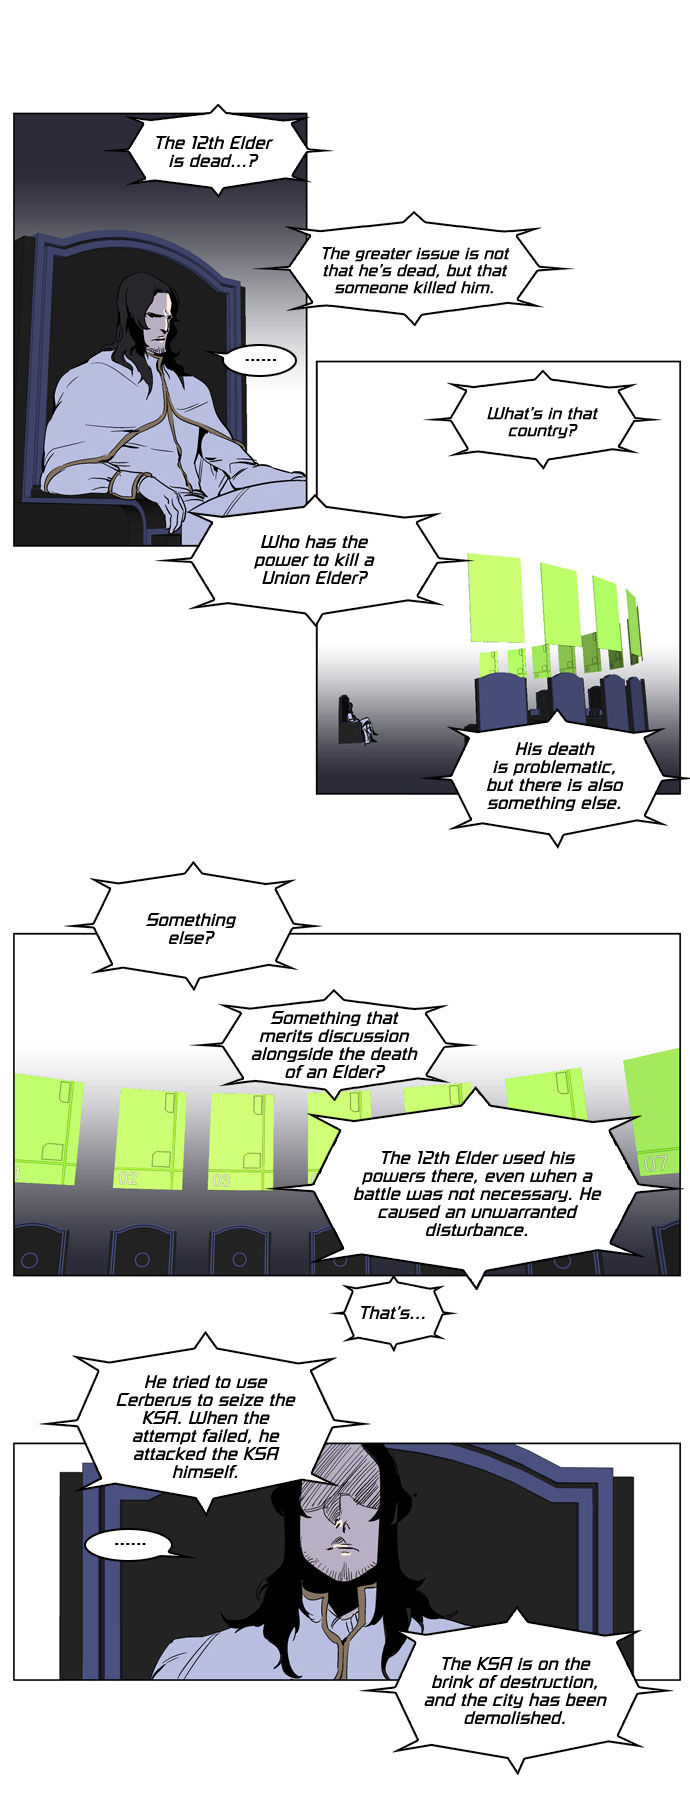 The 12th Elder
is dead...?
The greater issue is not
that he's dead, but that
someone killed him.
......
What's in that
country?
Who has the
power to kill a
Union Elder?
His death
is problematic,
but there is also
something else.
Something
else?
Something that
merits discussion
alongside the death
of an Elder?
1
02
03
07
The 12th Elder used his
powers there, even when a
battle was not necessary. He
caused an unwarranted
disturbance.
That's...
He tried to use
Cerberus to seize the
KSA. When the
attempt failed, he
attacked the KSA
himself.
......
The KSA is on the
brink of destruction,
and the city has been
demolished.